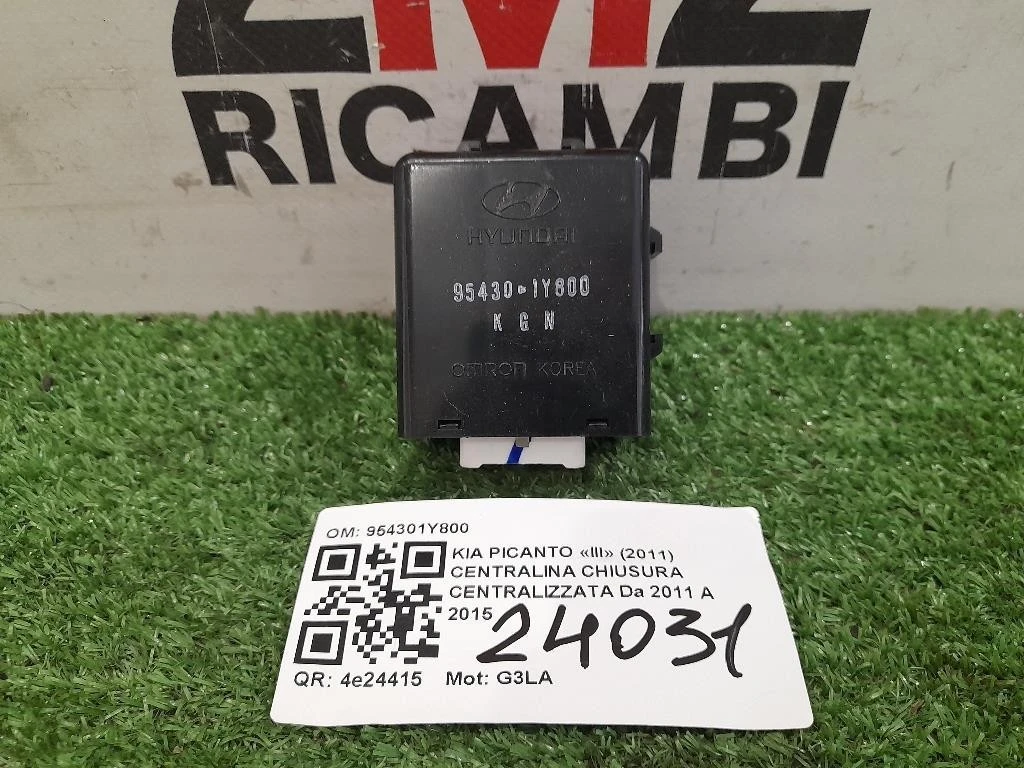 RICAMBI
HYUNDAI
95430-1Y800
K G N
OMRON KOREA
OM: 954301Y800
KIA PICANTO «III» (2011)
CENTRALINA CHIUSURA
CENTRALIZZATA Da 2011 A
2015
24031
QR: 4e24415 Mot: G3LA